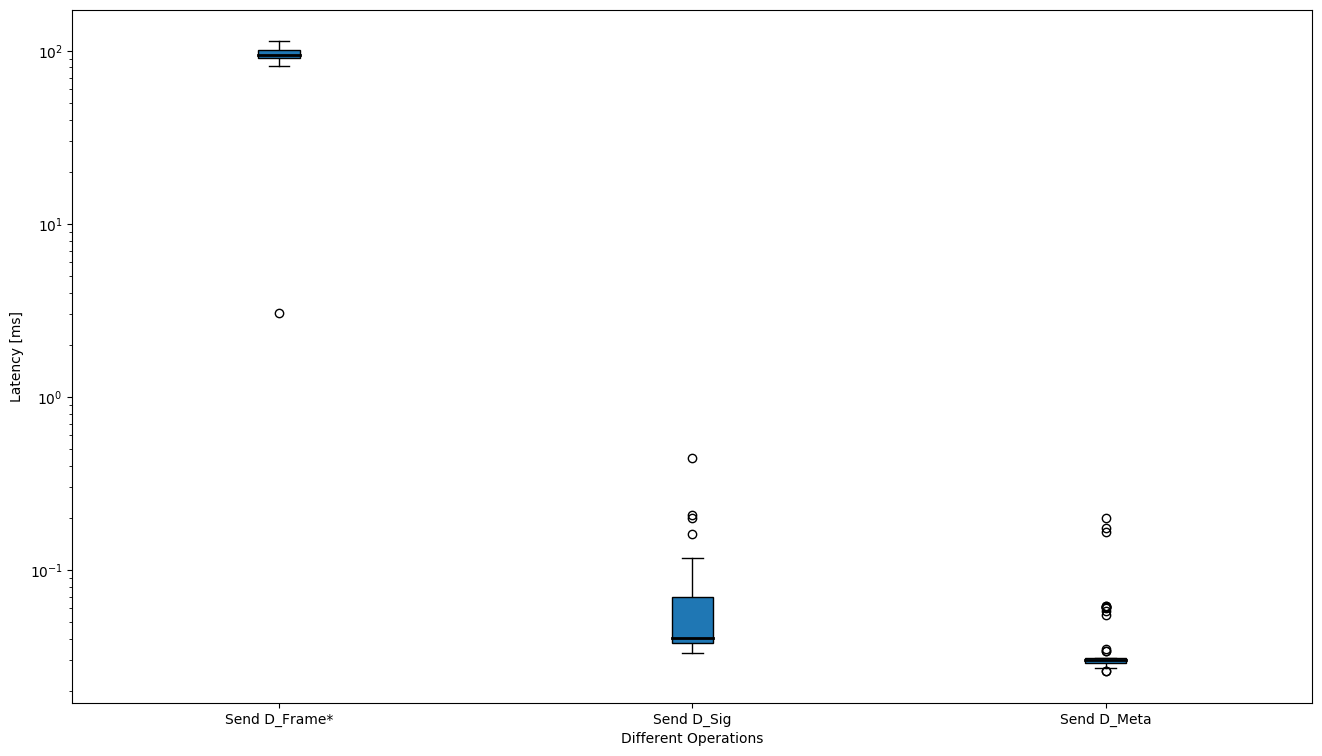 Latency [ms]
10²
10¹
10⁰
10⁻¹
Send D_Frame*
Send D_Sig
Send D_Meta
Different Operations